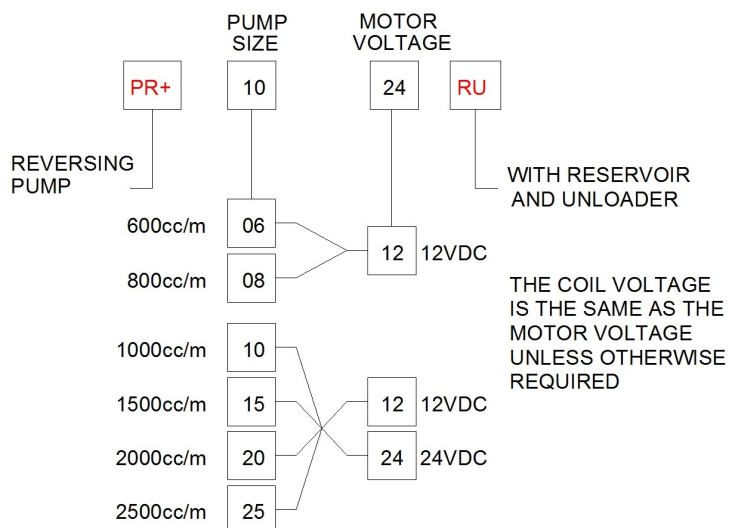 PUMP
SIZE
MOTOR
VOLTAGE
PR+
10
24
RU
REVERSING
PUMP
WITH RESERVOIR
AND UNLOADER
600cc/m
06
800cc/m
08
12
12VDC
THE COIL VOLTAGE
IS THE SAME AS THE
MOTOR VOLTAGE
UNLESS OTHERWISE
REQUIRED
1000cc/m
10
1500cc/m
15
12
12VDC
2000cc/m
20
24
24VDC
2500cc/m
25